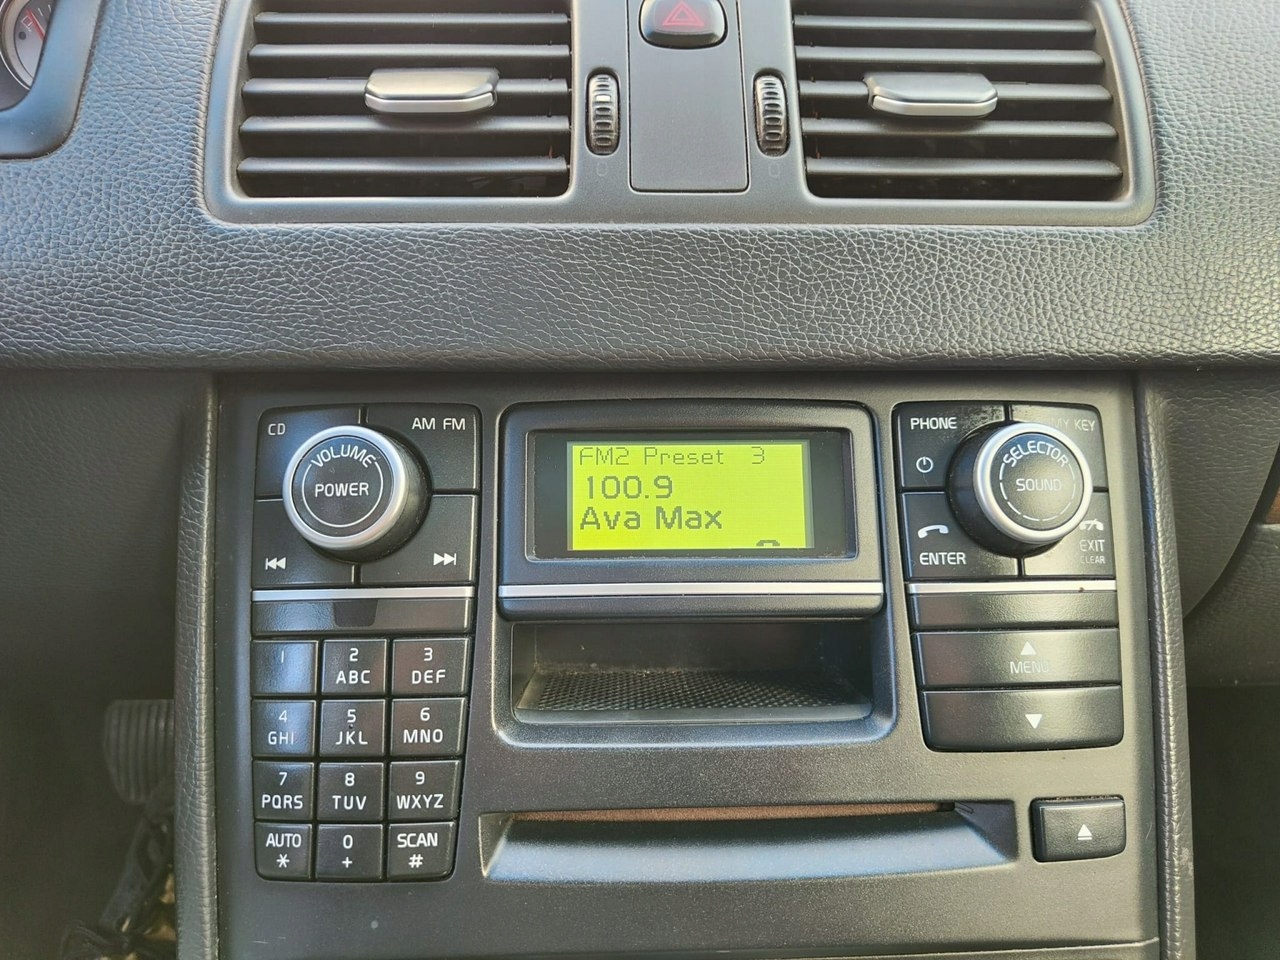 CD
AM FM
VOLUME
POWER
FM2 Preset 3
100.9
Ava Max
PHONE
MY KEY
SELECTOR
SOUND
ENTER
EXIT
CLEAR
MENU
1
2
ABC
3
DEF
4
GHI
5
JKL
6
MNO
7
PQRS
8
TUV
9
WXYZ
AUTO
*
0
+
SCAN
#